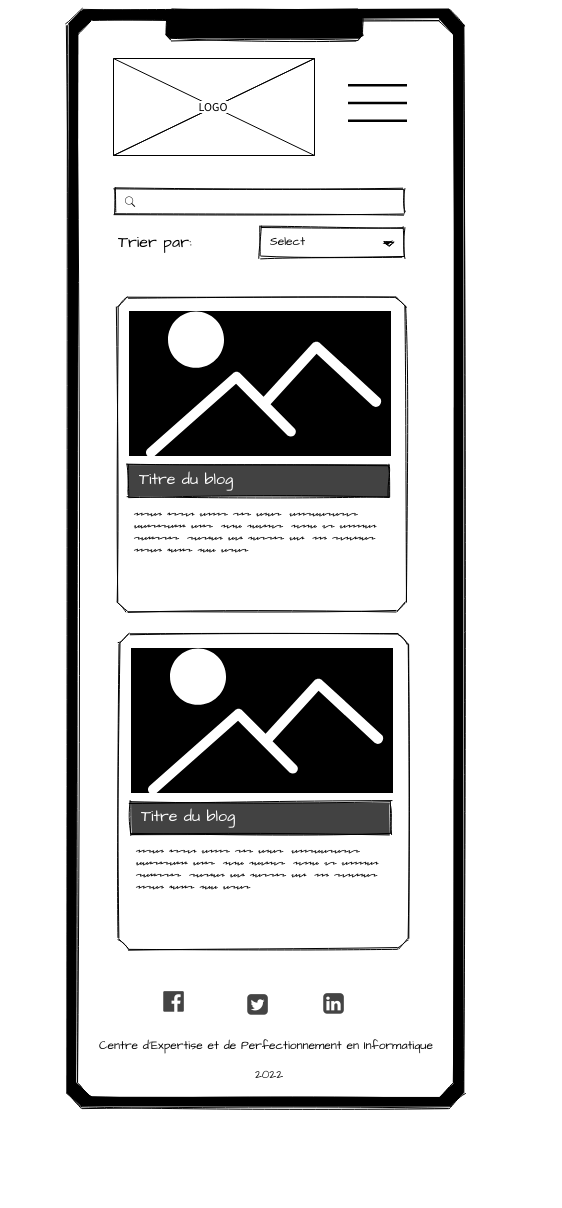 LOGO
Trier par:
Select
Titre du blog
Titre du blog
Centre d'Expertise et de Perfectionnement en Informatique
2022